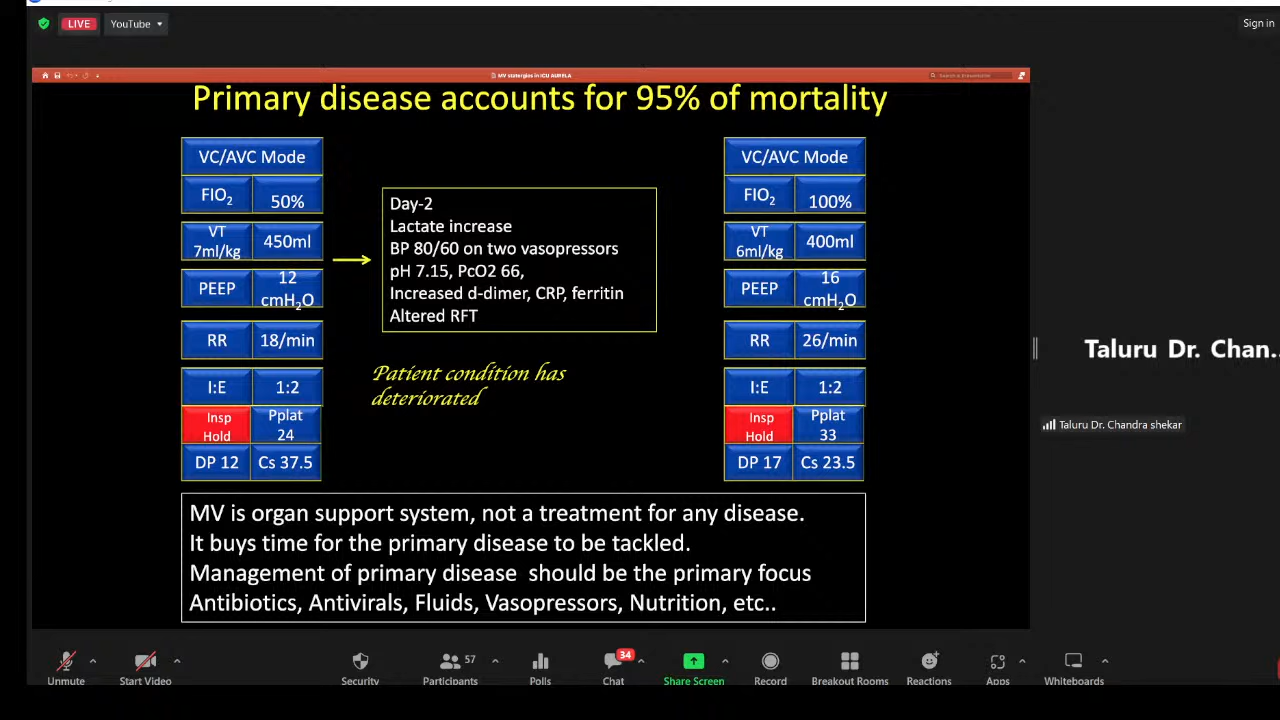 LIVE
YouTube
Sign in
MV statergies in ICU AURELA
Primary disease accounts for 95% of mortality
VC/AVC Mode
FIO2 50%
VT 7ml/kg 450ml
PEEP 12 cmH2O
RR 18/min
I:E 1:2
Insp Hold Pplat 24
DP 12 Cs 37.5
Day-2
Lactate increase
BP 80/60 on two vasopressors
pH 7.15, PcO2 66,
Increased d-dimer, CRP, ferritin
Altered RFT
Patient condition has
deteriorated
VC/AVC Mode
FIO2 100%
VT 6ml/kg 400ml
PEEP 16 cmH2O
RR 26/min
I:E 1:2
Insp Hold Pplat 33
DP 17 Cs 23.5
MV is organ support system, not a treatment for any disease.
It buys time for the primary disease to be tackled.
Management of primary disease should be the primary focus
Antibiotics, Antivirals, Fluids, Vasopressors, Nutrition, etc..
Taluru Dr. Chan...
Taluru Dr. Chandra shekar
Unmute
Start Video
Security
57
Participants
Polls
34
Chat
Share Screen
Record
Breakout Rooms
Reactions
Apps
Whiteboards